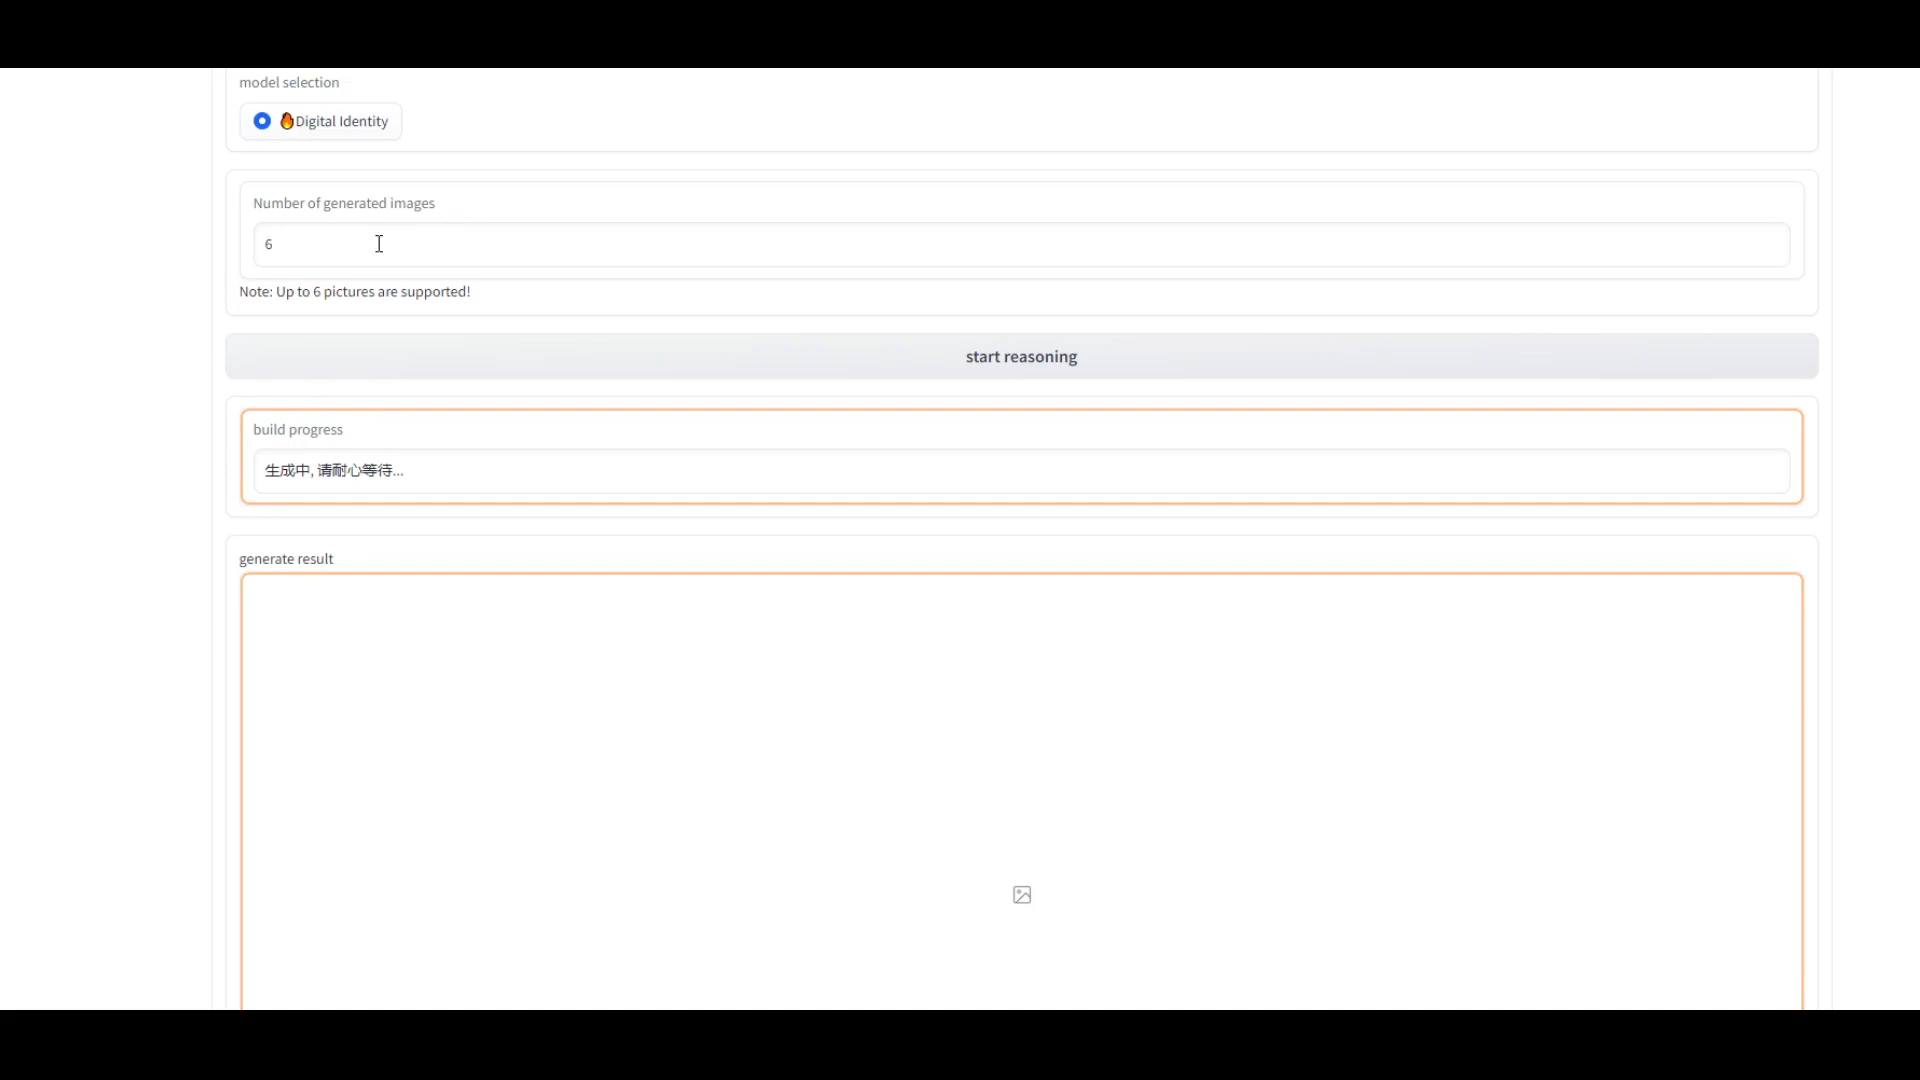 model selection
🔥Digital Identity
Number of generated images
6
Note: Up to 6 pictures are supported!
start reasoning
build progress
生成中, 请耐心等待...
generate result